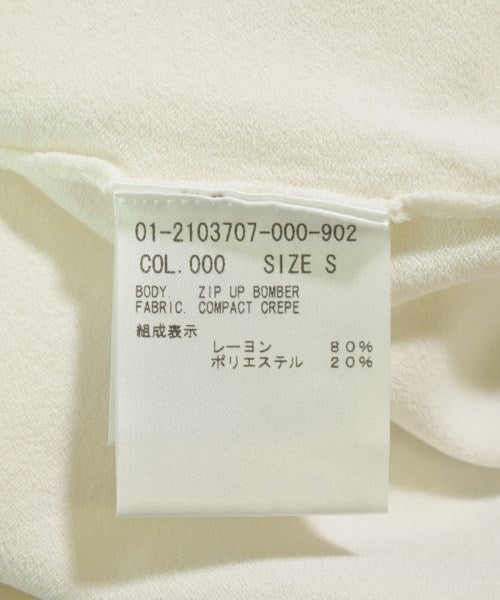 01-2103707-000-902
COL.000 SIZE S
BODY. ZIP UP BOMBER
FABRIC. COMPACT CREPE
組成表示
レーヨン 80%
ポリエステル 20%